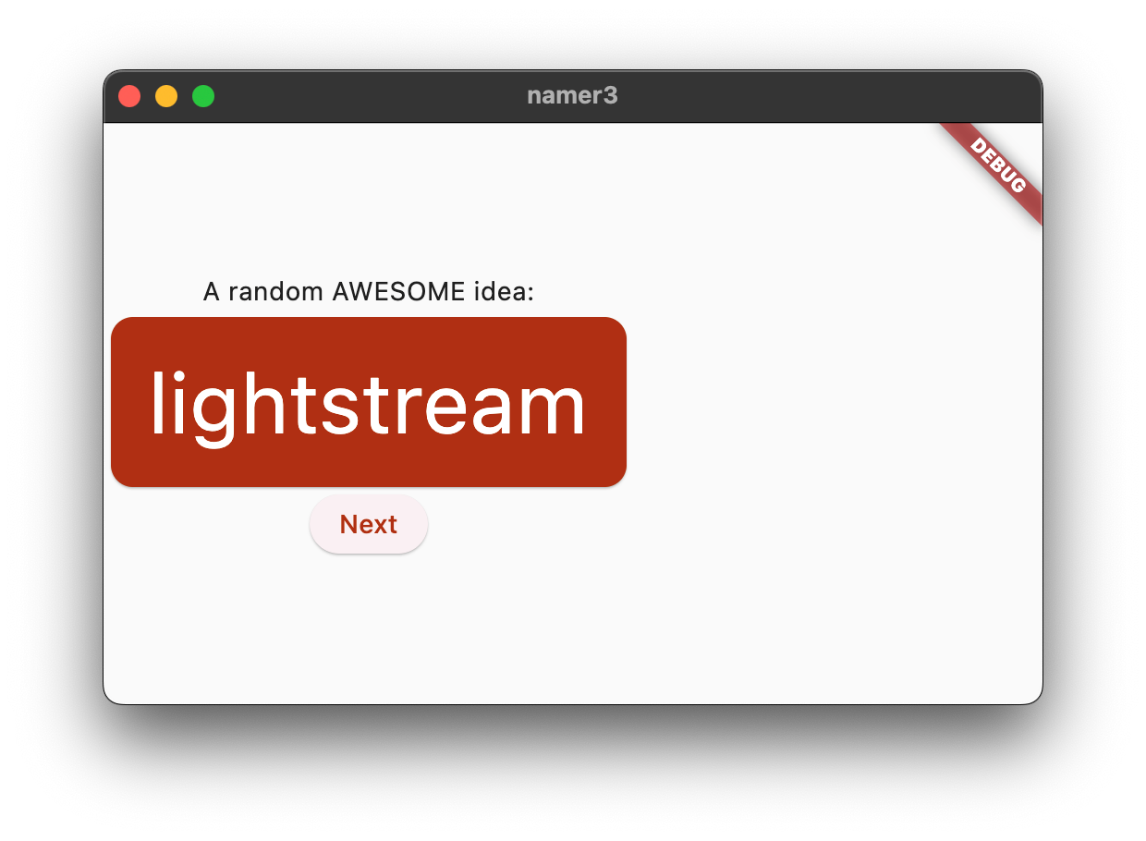 namer3
DEBUG
A random AWESOME idea:
lightstream
Next